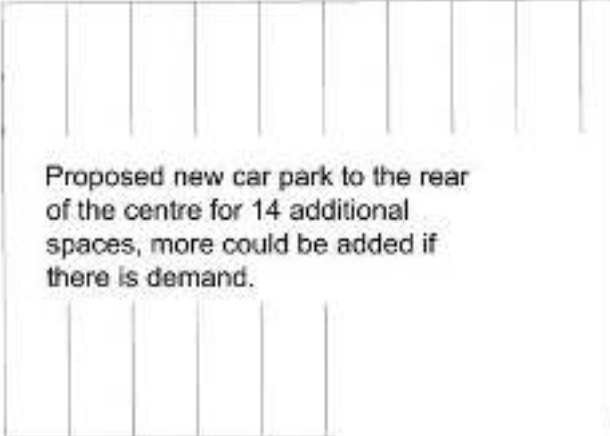 Proposed new car park to the rear
of the centre for 14 additional
spaces, more could be added if
there is demand.